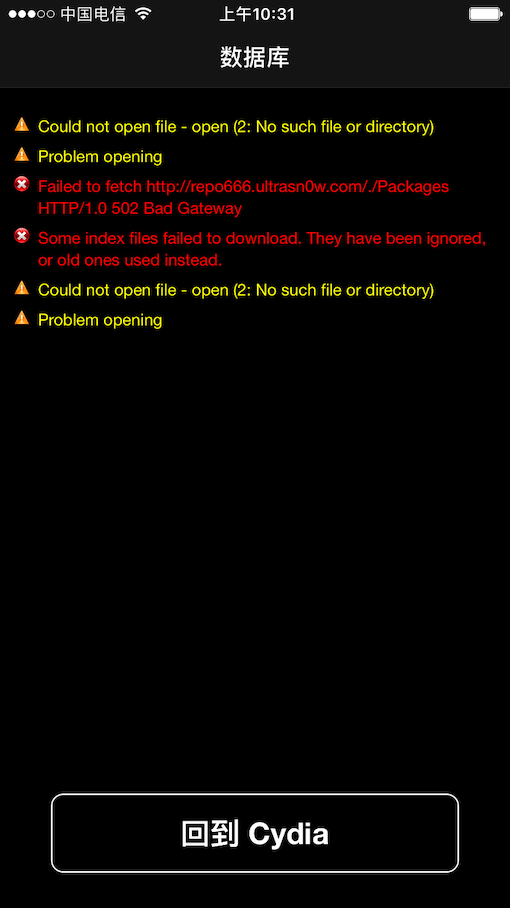 中国电信 上午10:31
数据库
Could not open file - open (2: No such file or directory)
Problem opening
Failed to fetch http://repo666.ultrasn0w.com/./Packages
HTTP/1.0 502 Bad Gateway
Some index files failed to download. They have been ignored,
or old ones used instead.
Could not open file - open (2: No such file or directory)
Problem opening
回到 Cydia